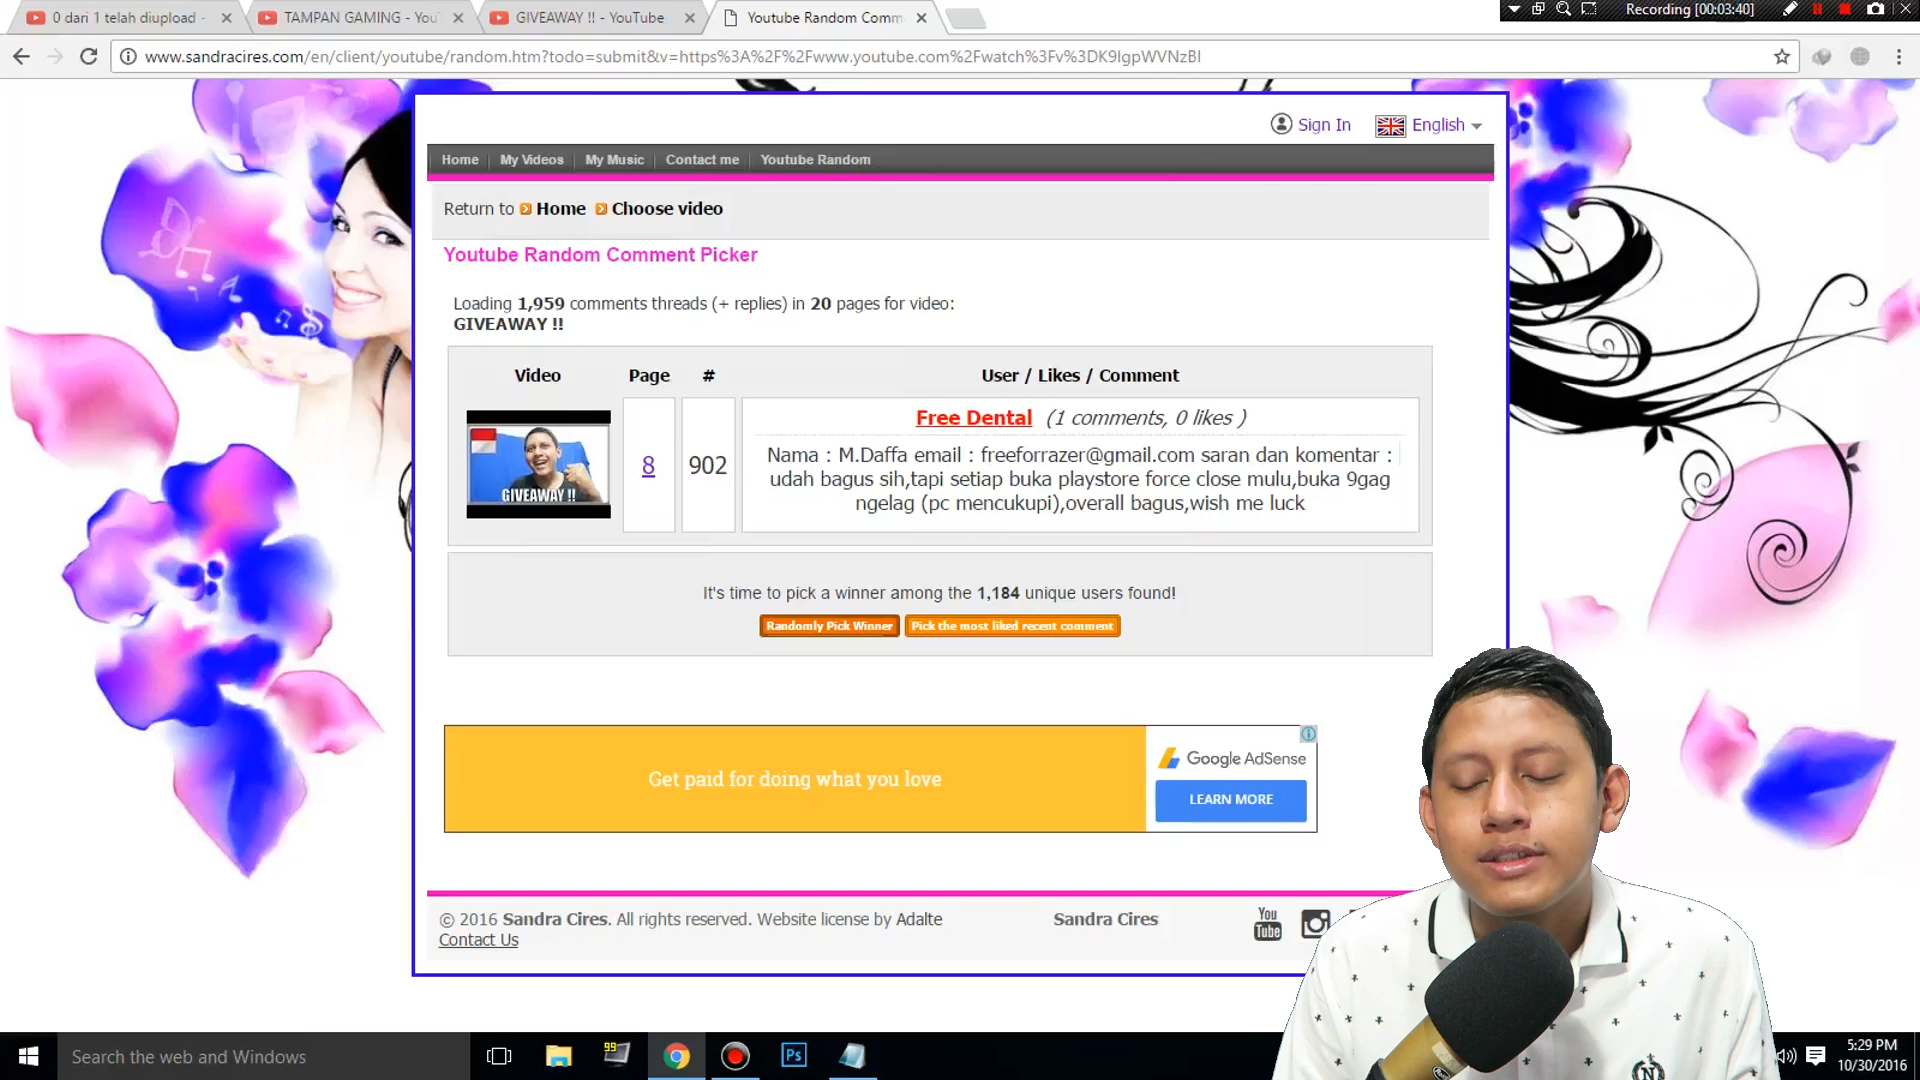 0 dari 1 telah diupload -
TAMPAN GAMING - You
GIVEAWAY !! - YouTube
Youtube Random Comm
Recording [00:03:40]
www.sandracires.com/en/client/youtube/random.htm?todo=submit&v=https%3A%2F%2Fwww.youtube.com%2Fwatch%3Fv%3DK9IgpWVNzBI
Sign In
English
Home
My Videos
My Music
Contact me
Youtube Random
Return to Home Choose video
Youtube Random Comment Picker
Loading 1,959 comments threads (+ replies) in 20 pages for video:
GIVEAWAY !!
Video Page # User / Likes / Comment
GIVEAWAY !!
8
902
Free Dental (1 comments, 0 likes )
Nama : M.Daffa email : freeforrazer@gmail.com saran dan komentar :
udah bagus sih,tapi setiap buka playstore force close mulu,buka 9gag
ngelag (pc mencukupi),overall bagus,wish me luck
It's time to pick a winner among the 1,184 unique users found!
Randomly Pick Winner
Pick the most liked recent comment
Get paid for doing what you love
Google AdSense
LEARN MORE
© 2016 Sandra Cires. All rights reserved. Website license by Adalte
Contact Us
Sandra Cires
You
Tube
Search the web and Windows
99
Ps
N
5:29 PM
10/30/2016